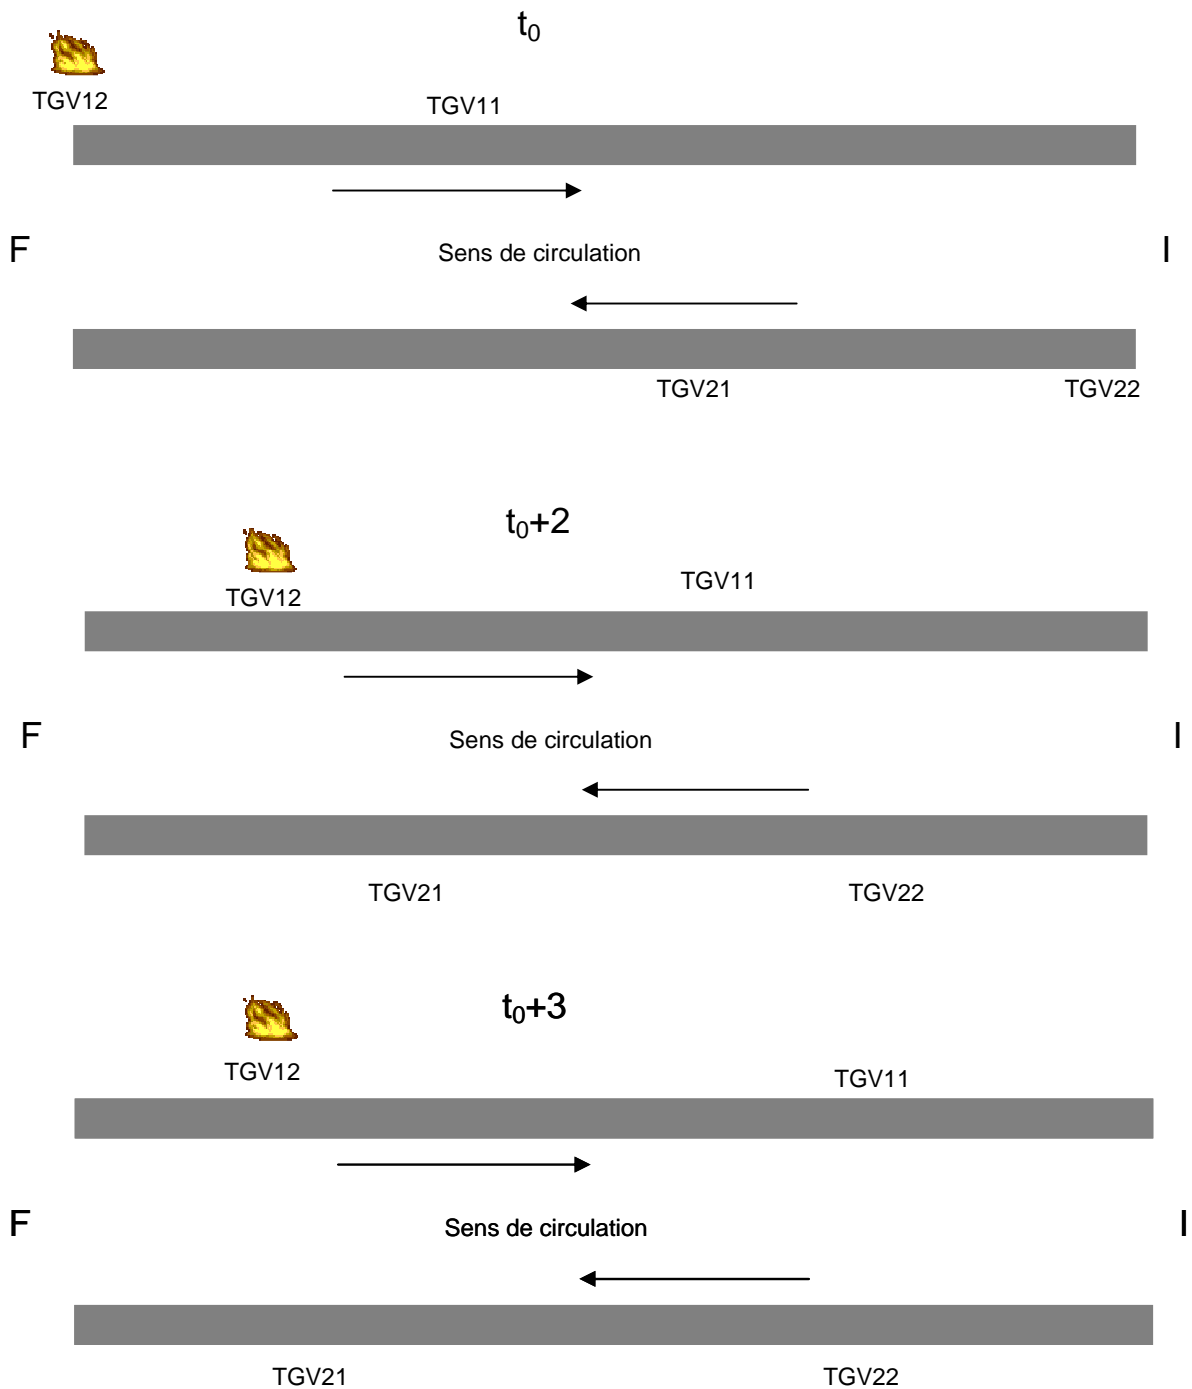 t0
TGV12
TGV11
F
Sens de circulation
I
TGV21 TGV22
t0+2
TGV12
TGV11
F
Sens de circulation
I
TGV21 TGV22
t0+3
TGV12
TGV11
F
Sens de circulation
I
TGV21 TGV22